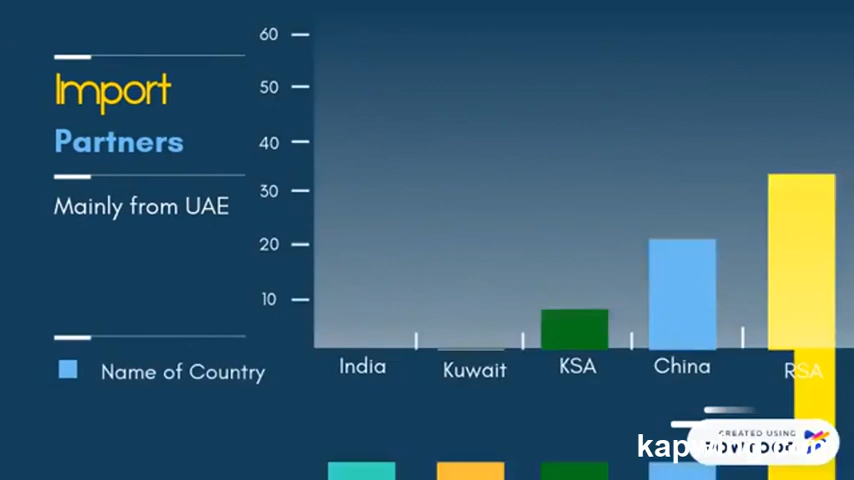 Import
Partners
Mainly from UAE
Name of Country
60
50
40
30
20
10
India
Kuwait
KSA
China
RSA
CREATED USING